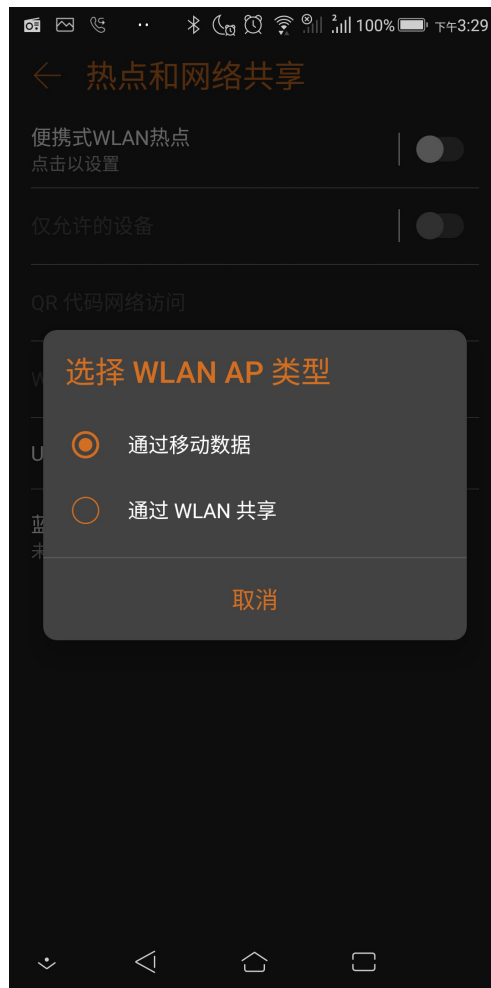 100% 下午3:29
热点和网络共享
便携式WLAN热点
点击以设置
仅允许的设备
QR 代码网络访问
W
选择 WLAN AP 类型
U
通过移动数据
通过 WLAN 共享
蓝
未
取消